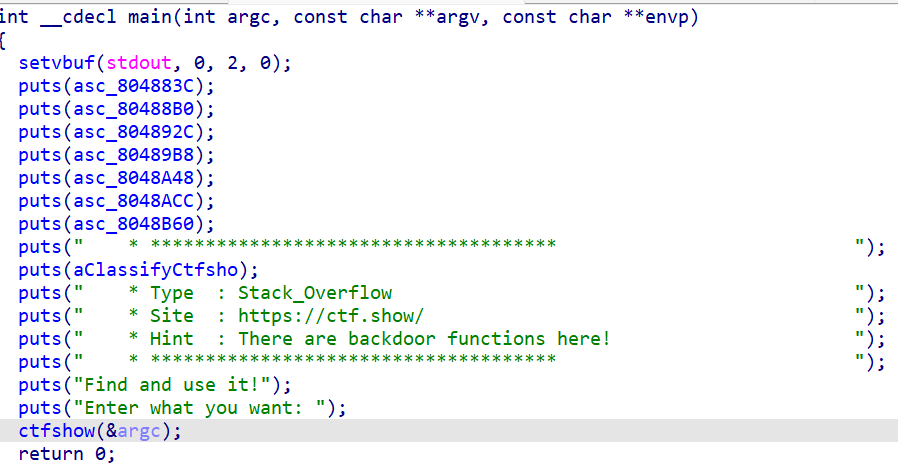 int __cdecl main(int argc, const char **argv, const char **envp)
{
  setvbuf(stdout, 0, 2, 0);
  puts(asc_804883C);
  puts(asc_80488B0);
  puts(asc_804892C);
  puts(asc_80489B8);
  puts(asc_8048A48);
  puts(asc_8048ACC);
  puts(asc_8048B60);
  puts("    * *************************************                           ");
  puts(aClassifyCtfsho);
  puts("    * Type  : Stack_Overflow                                          ");
  puts("    * Site  : https://ctf.show/                                       ");
  puts("    * Hint  : There are backdoor functions here!                      ");
  puts("    * *************************************                           ");
  puts("Find and use it!");
  puts("Enter what you want: ");
  ctfshow(&argc);
  return 0;